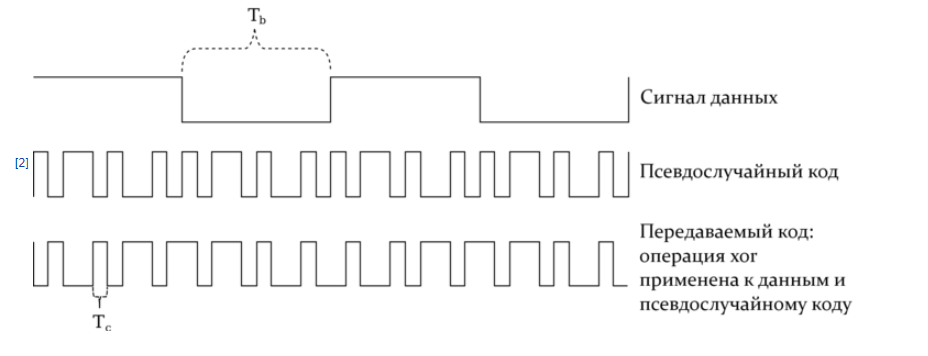 T_b
Сигнал данных
[2]
Псевдослучайный код
Передаваемый код:
операция xor
применена к данным и
псевдослучайному коду
T_c